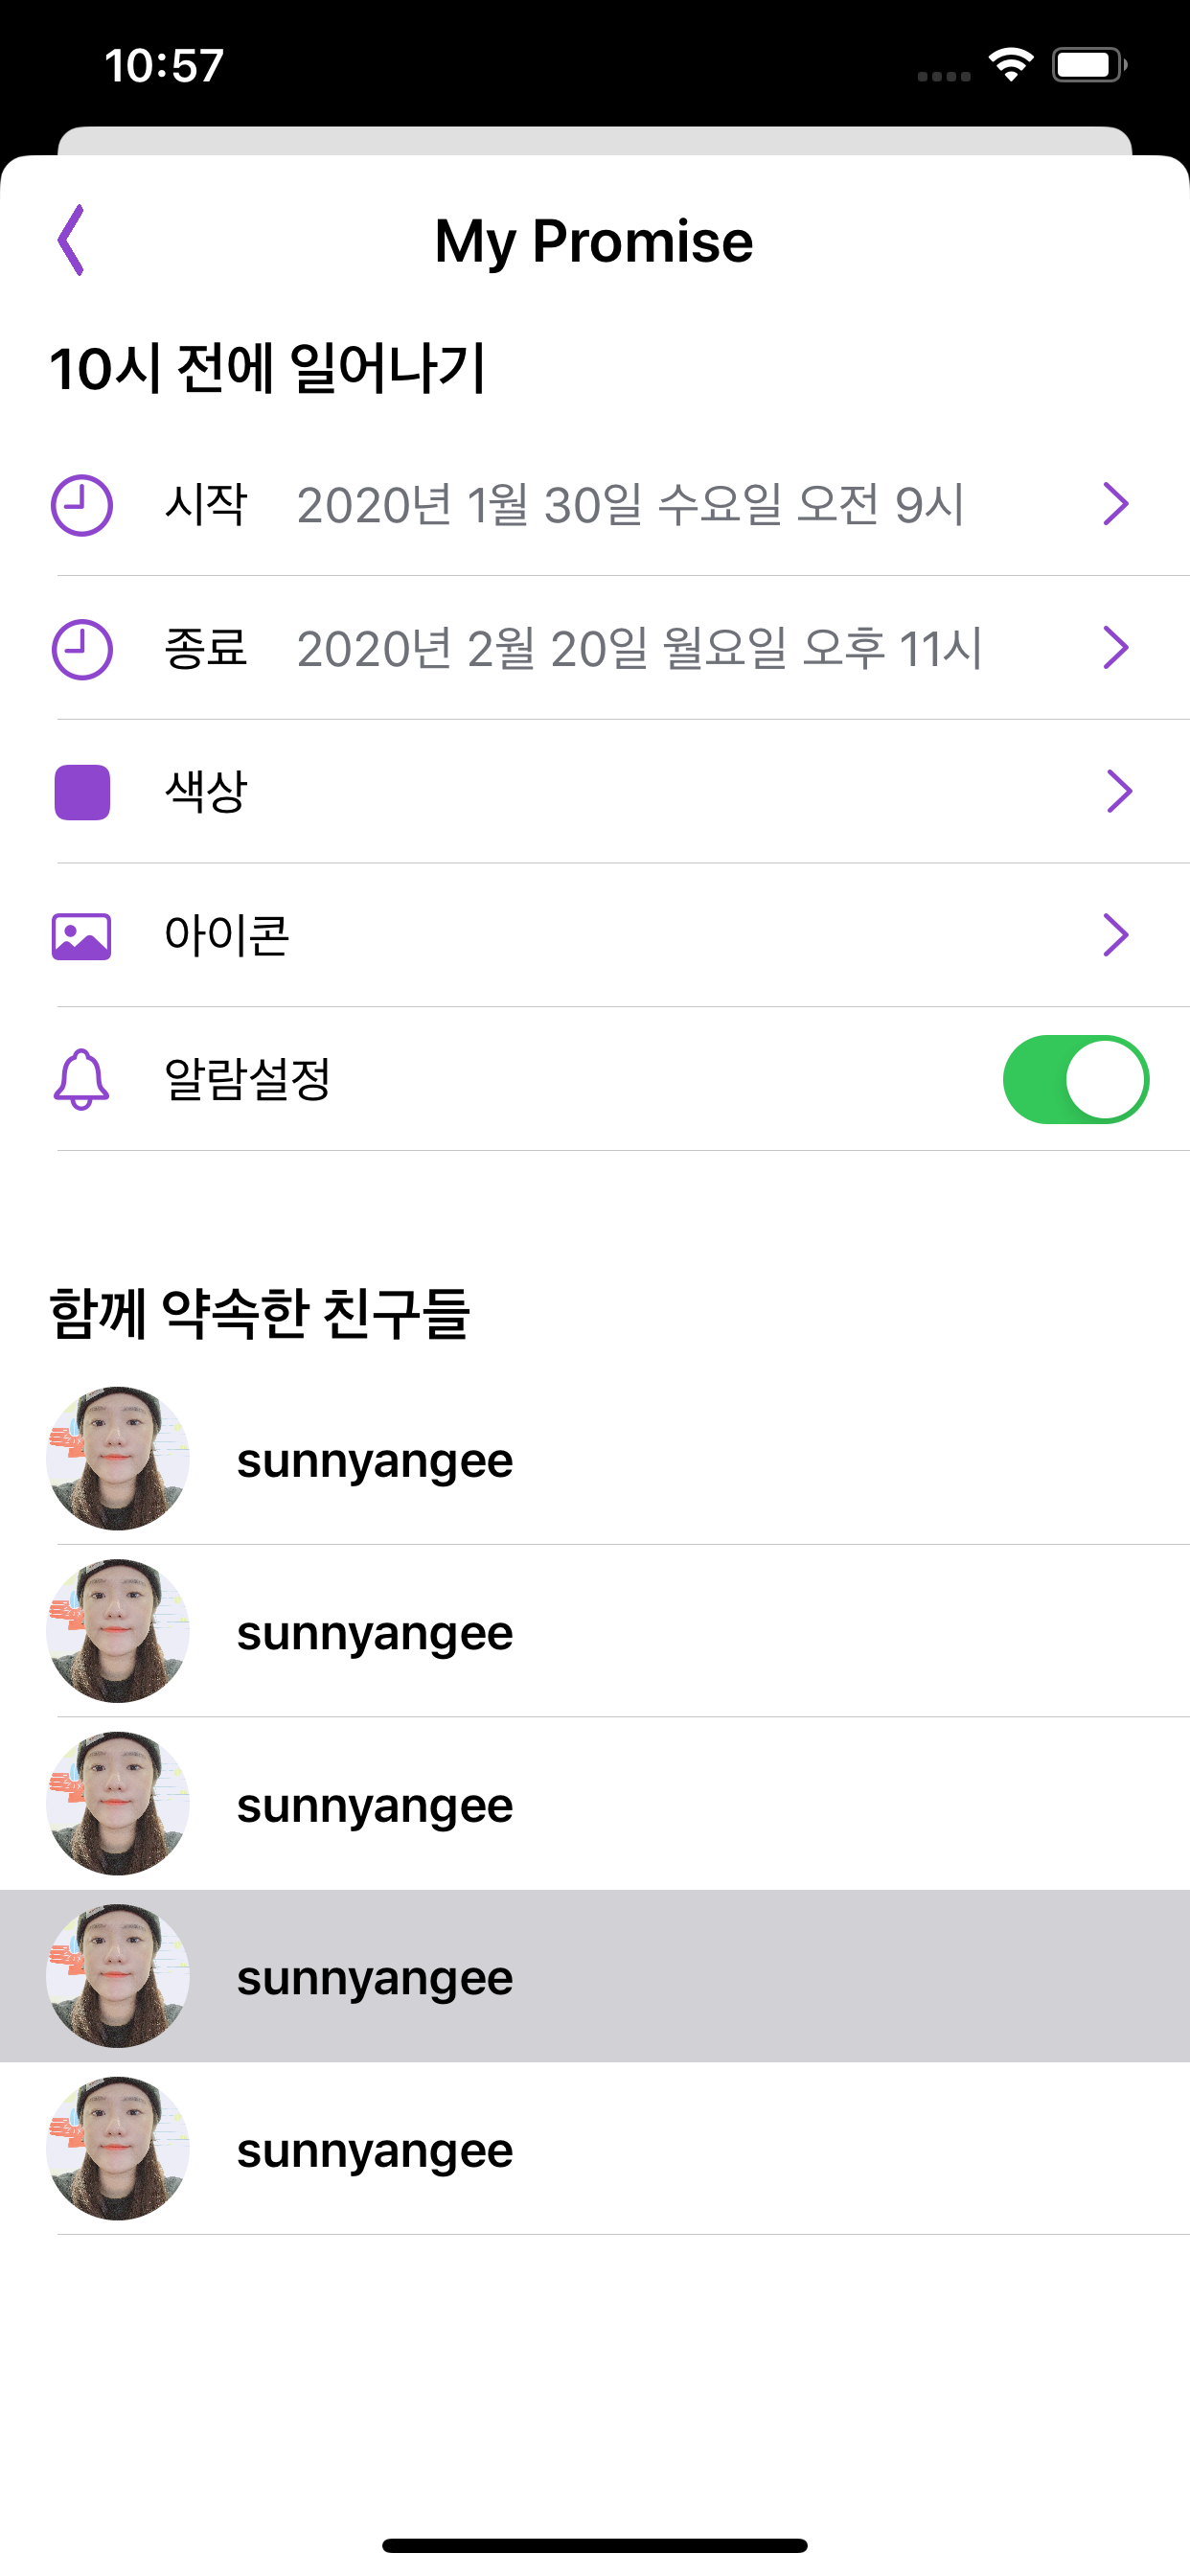 10:57
My Promise
10시 전에 일어나기
시작 2020년 1월 30일 수요일 오전 9시
종료 2020년 2월 20일 월요일 오후 11시
색상
아이콘
알람설정
함께 약속한 친구들
sunnyangee
sunnyangee
sunnyangee
sunnyangee
sunnyangee